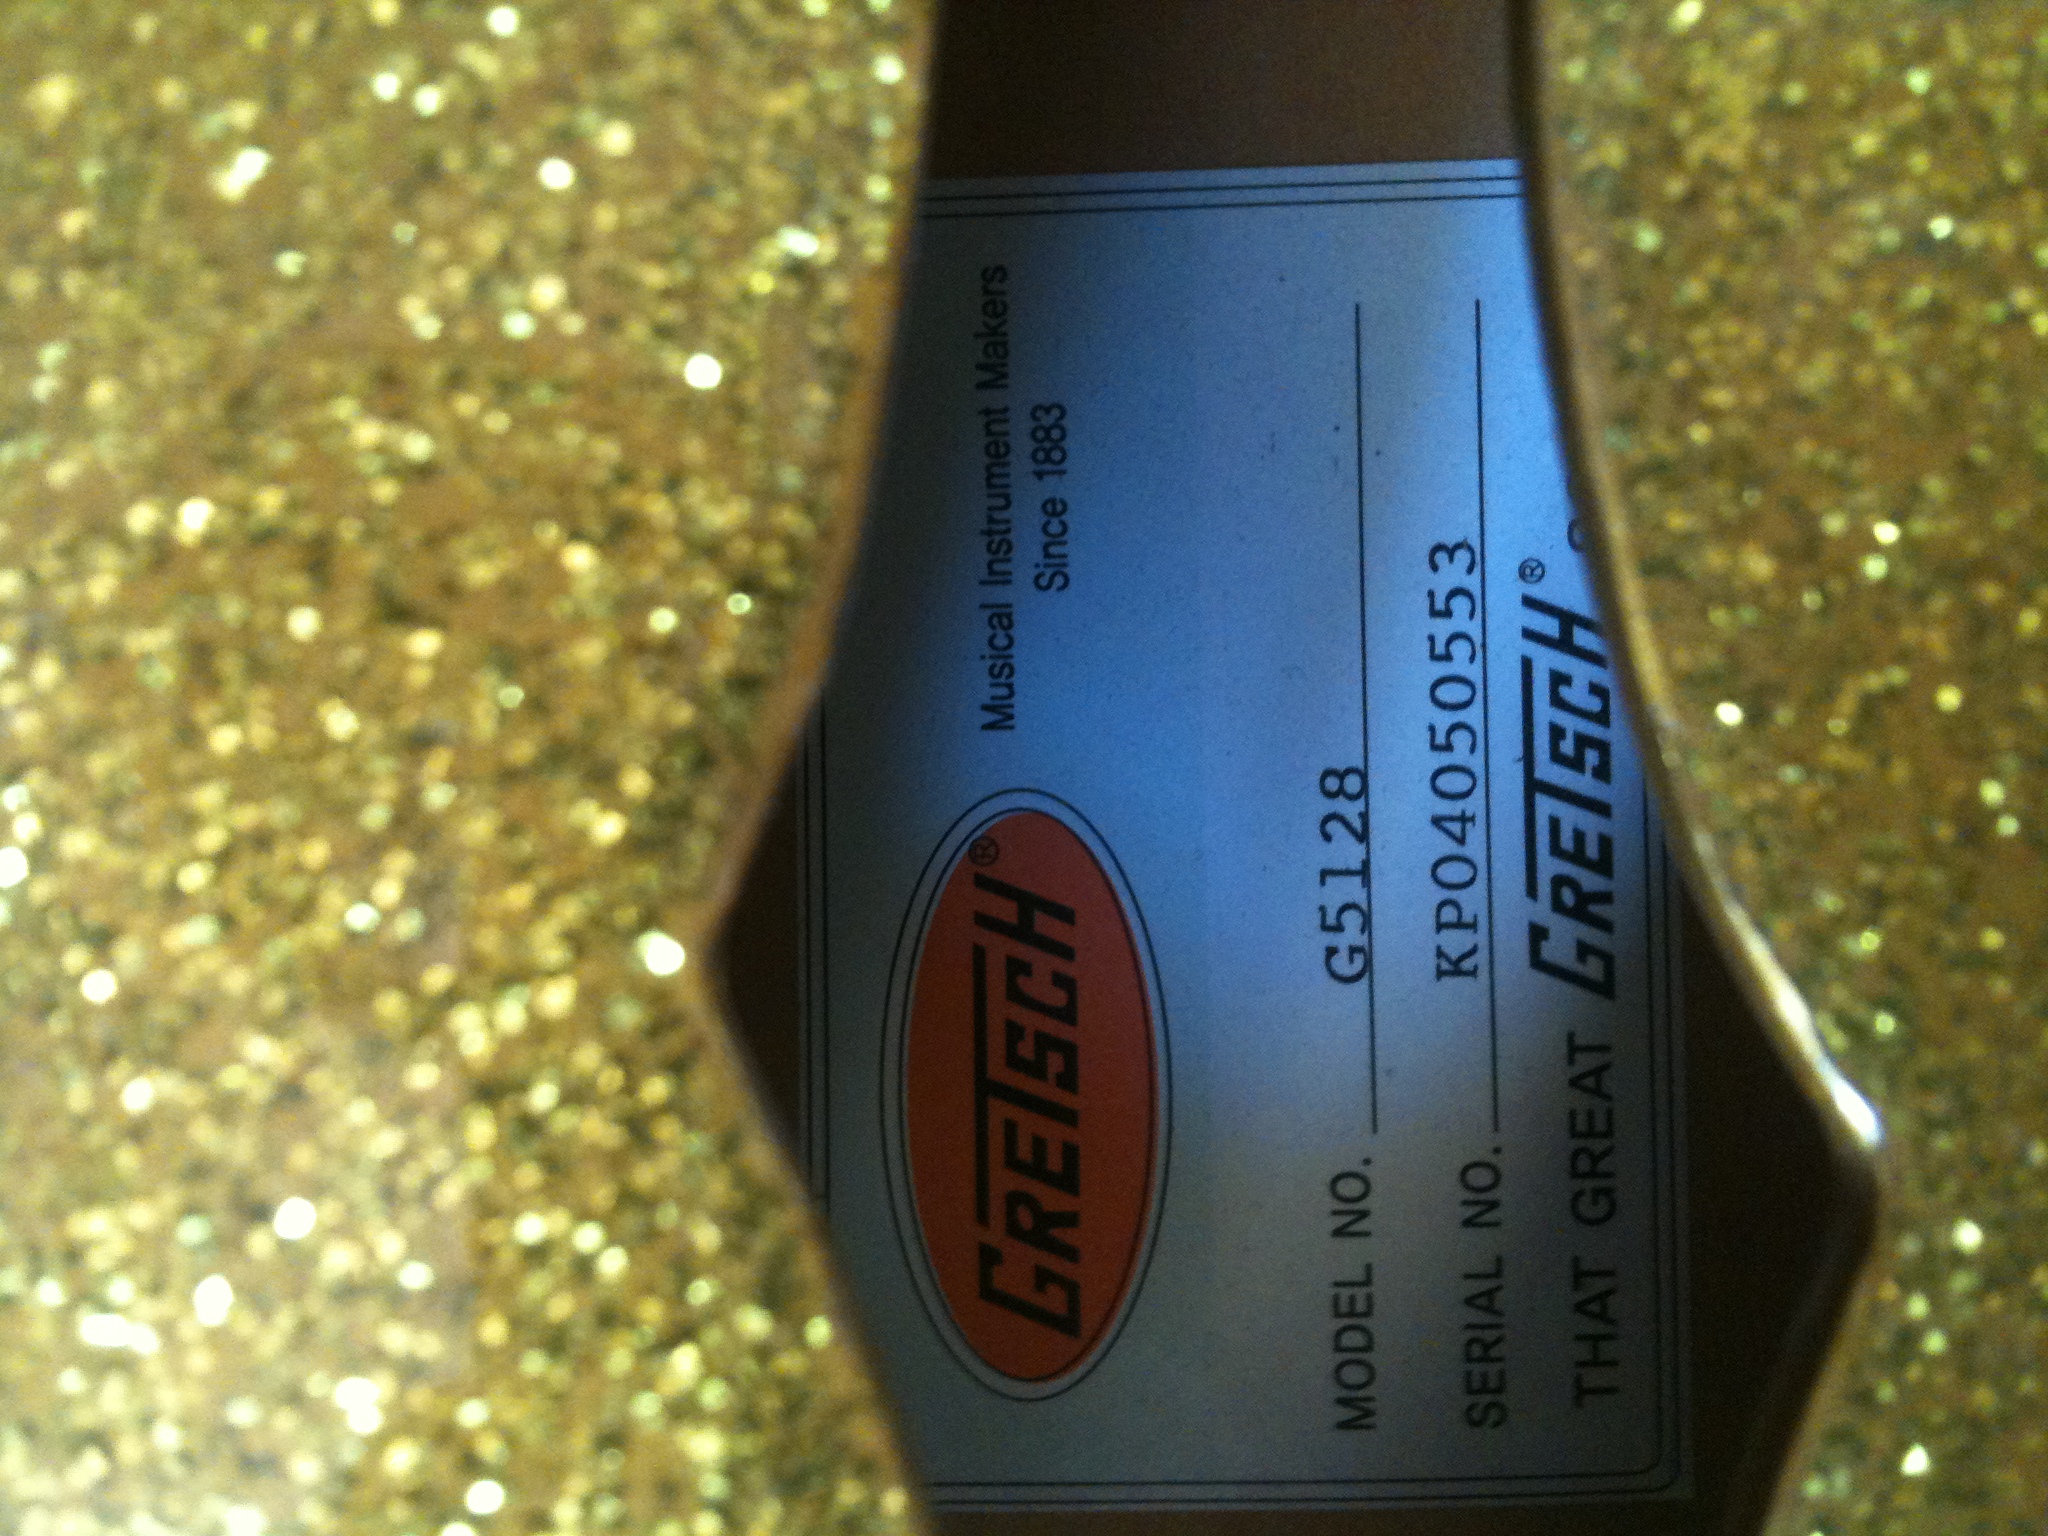 GRETSCH®
Musical Instrument Makers
Since 1883
MODEL NO. G5128
SERIAL NO. KP04050553
THAT GREAT GRETSCH®